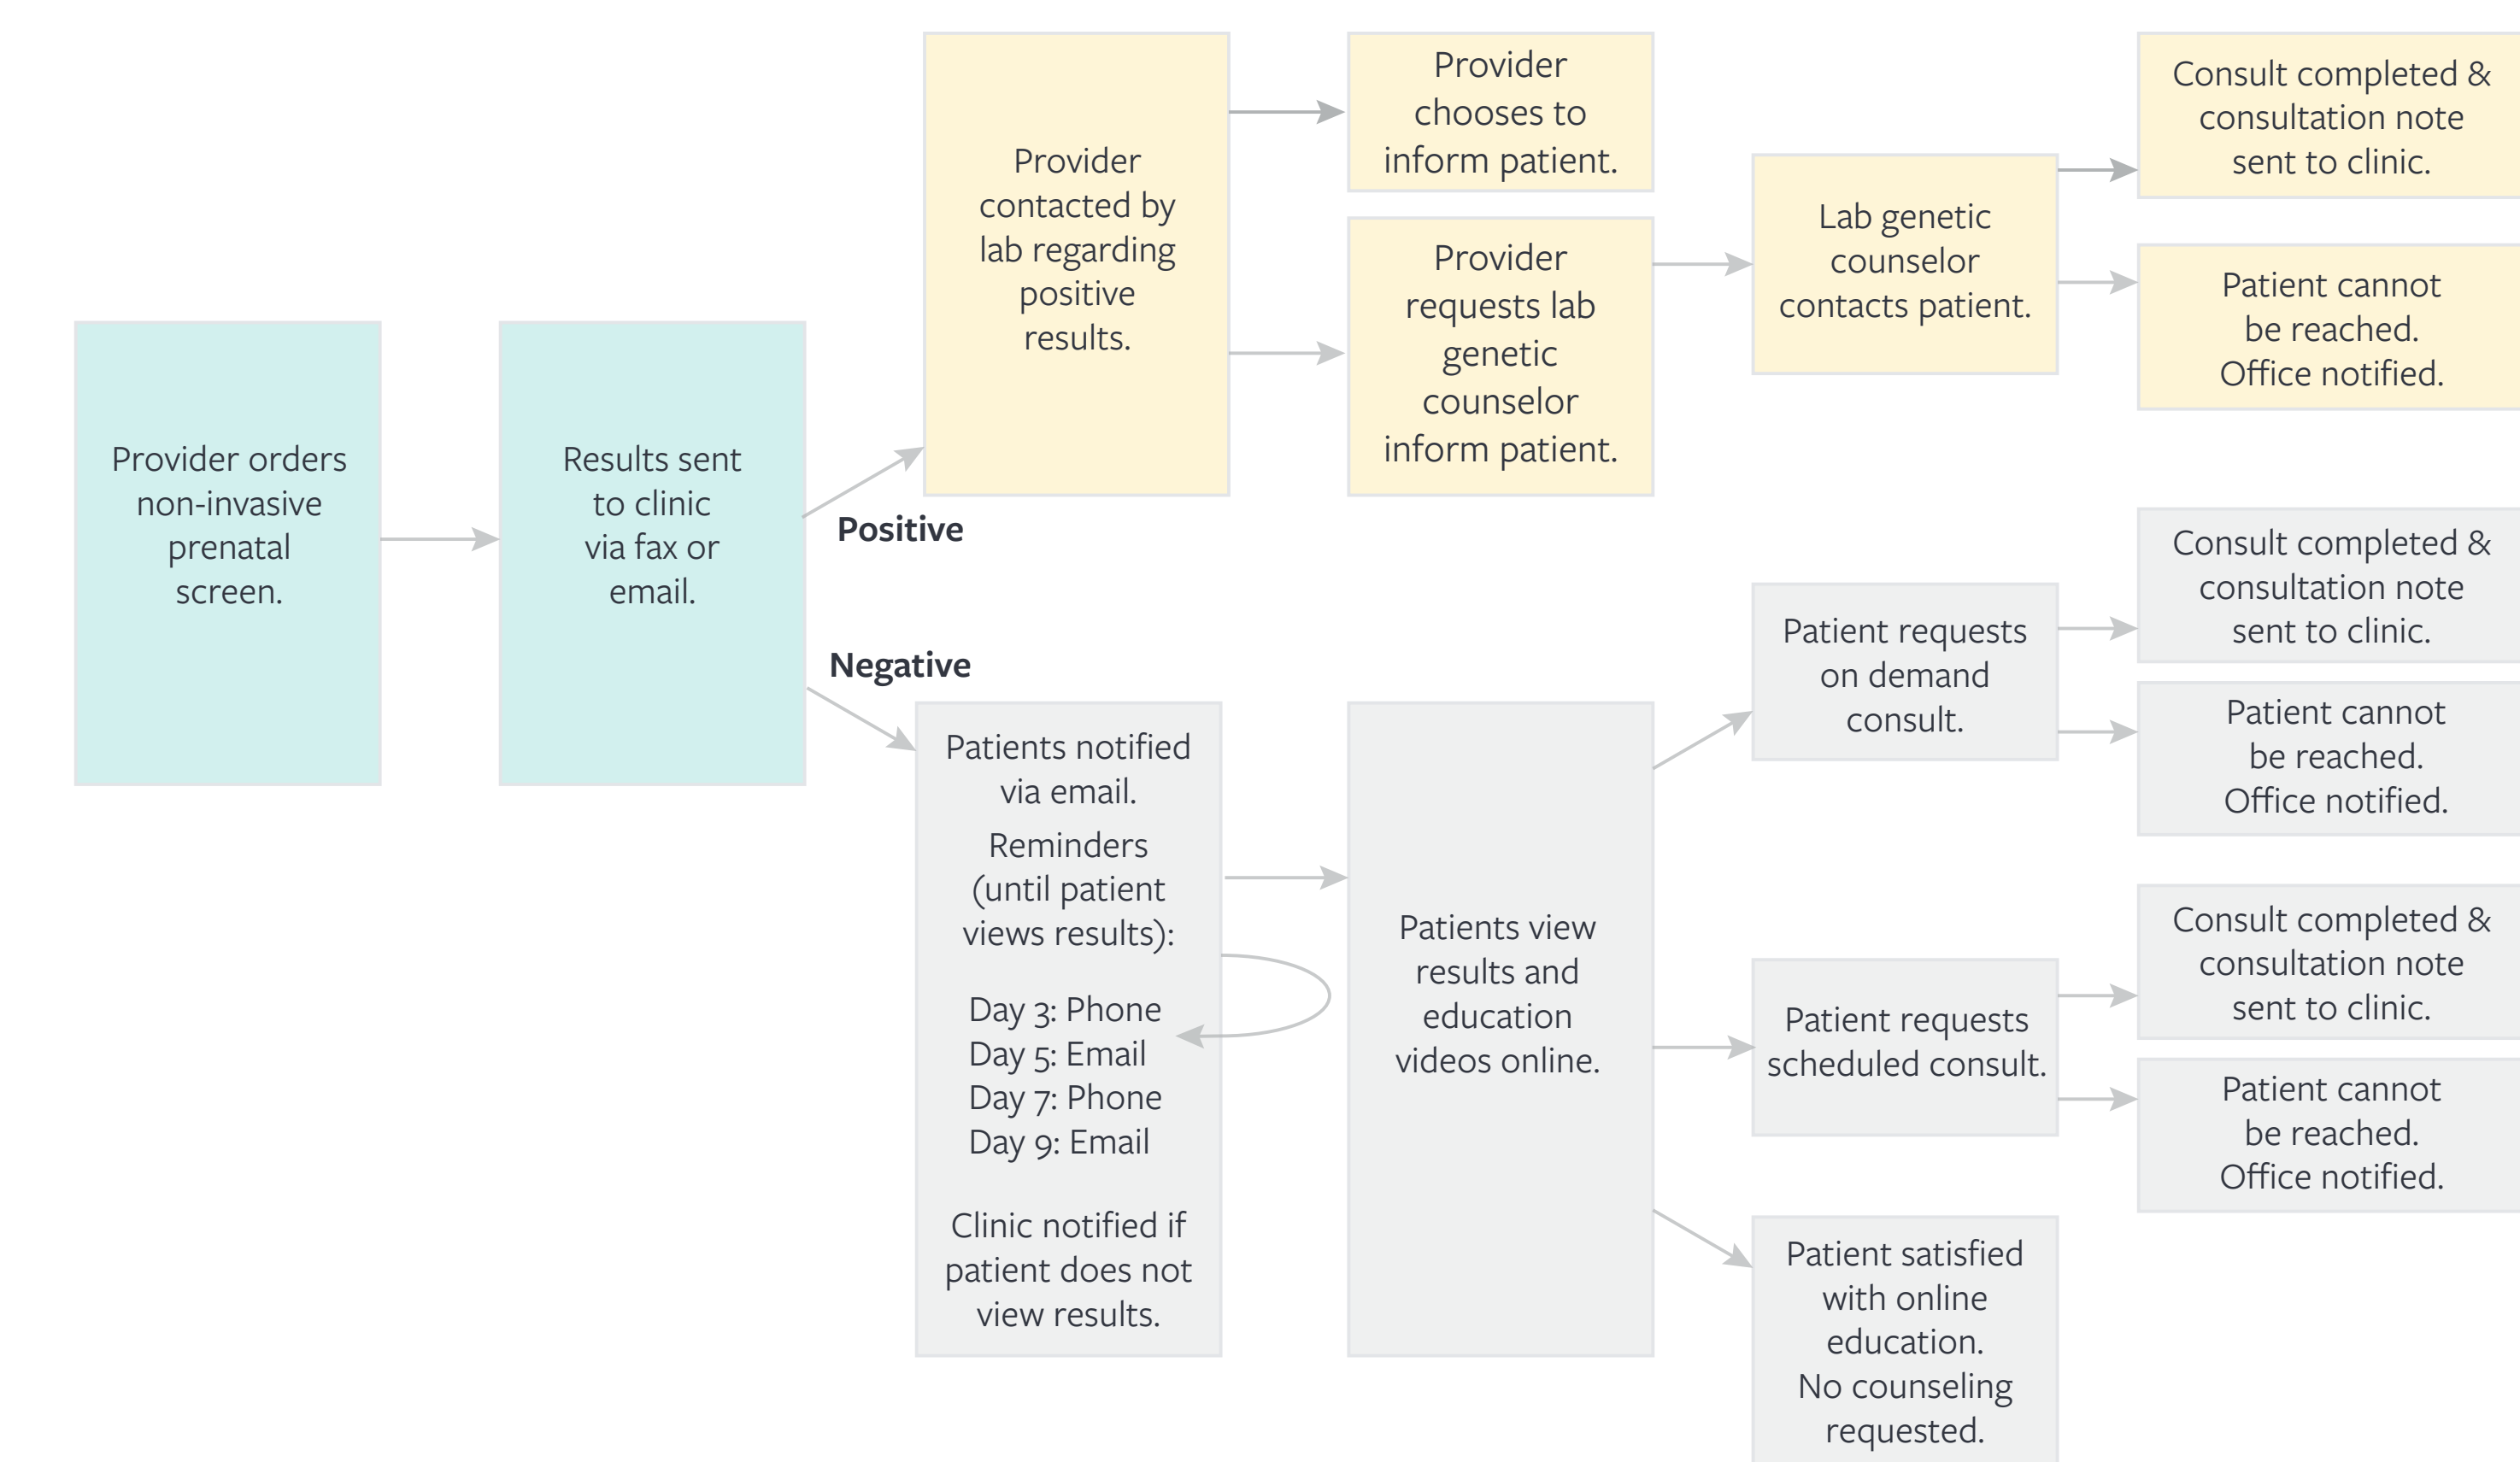 Provider orders
non-invasive
prenatal
screen.
Results sent
to clinic
via fax or
email.
Positive
Negative
Provider
contacted by
lab regarding
positive
results.
Provider
chooses to
inform patient.
Provider
requests lab
genetic
counselor
inform patient.
Lab genetic
counselor
contacts patient.
Consult completed &
consultation note
sent to clinic.
Patient cannot
be reached.
Office notified.
Patients notified
via email.
Reminders
(until patient
views results):
Day 3: Phone
Day 5: Email
Day 7: Phone
Day 9: Email
Clinic notified if
patient does not
view results.
Patients view
results and
education
videos online.
Patient requests
on demand
consult.
Consult completed &
consultation note
sent to clinic.
Patient cannot
be reached.
Office notified.
Patient requests
scheduled consult.
Consult completed &
consultation note
sent to clinic.
Patient cannot
be reached.
Office notified.
Patient satisfied
with online
education.
No counseling
requested.